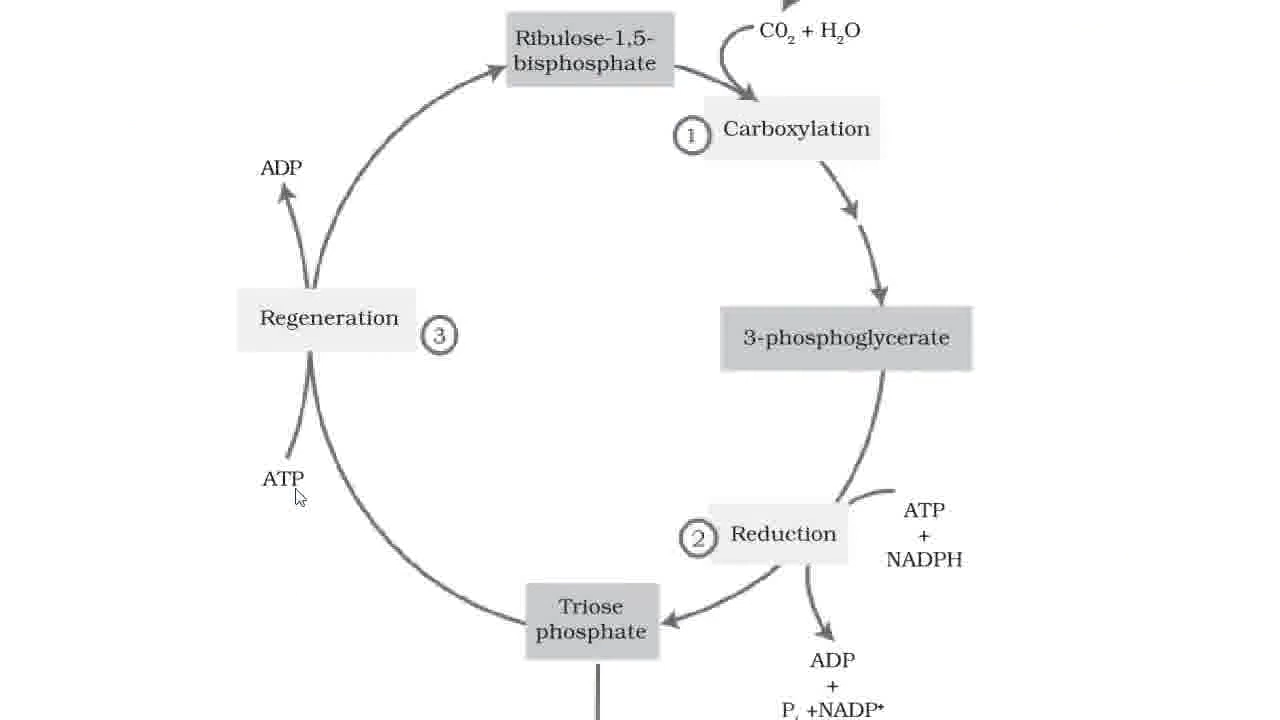 Ribulose-1,5-
bisphosphate
C0₂ + H₂O
1
Carboxylation
ADP
Regeneration
3
3-phosphoglycerate
ATP
2
Reduction
ATP
+
NADPH
Triose
phosphate
ADP
+
Pᵢ +NADP⁺